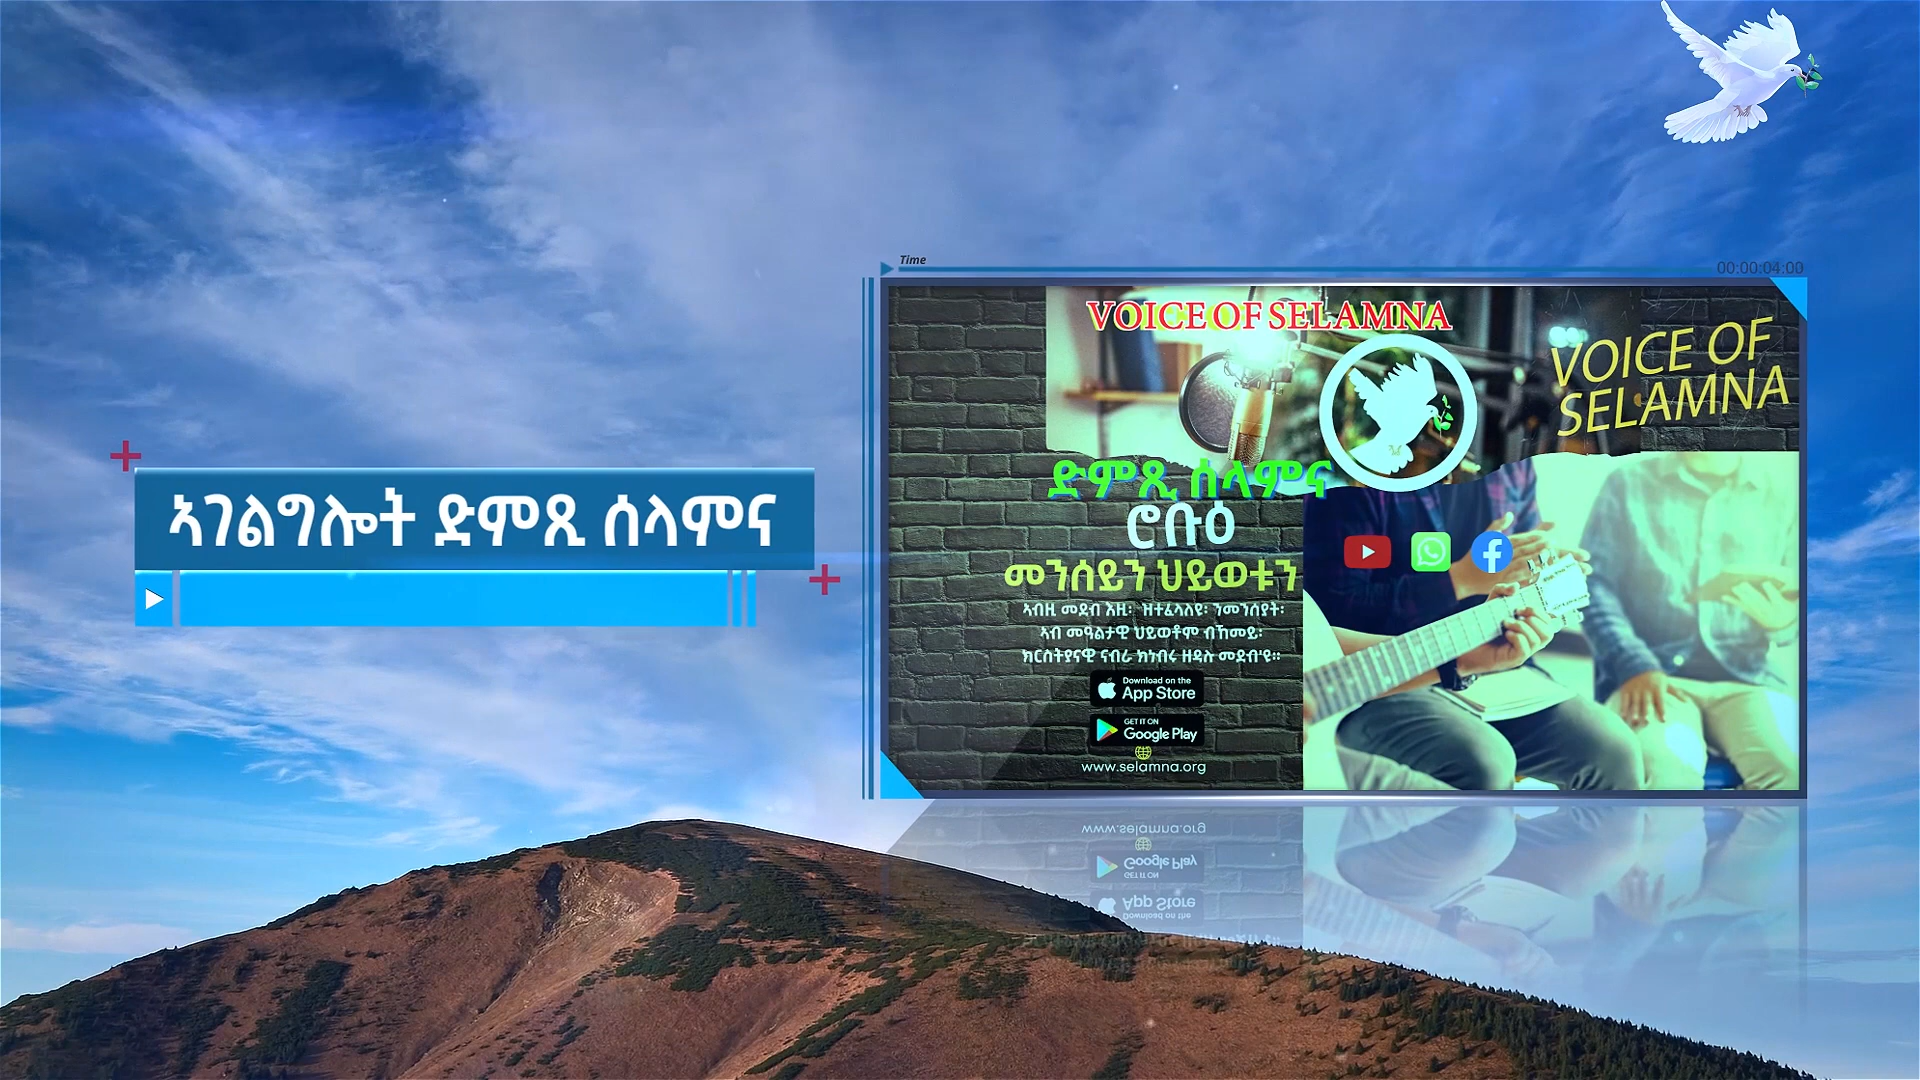 ኣገልግሎት ድምጺ ሰላምና
Time
00:00:04:00
VOICE OF SELAMNA
VOICE OF
SELAMNA
ድምጺ ሰላምና
ሮቡዕ
መንሰይን ህይወቱን
ኣብዚ መደብ እዚ፡ ዝተፈላለዩ፡ ንመንሰያት፡
ኣብ መዓልታዊ ህይወቶም ብኸመይ፡
ክርስትያናዊ ናብራ ክነብሩ ዘዳሉ መደብ'ዩ።
Download on the
App Store
GET IT ON
Google Play
www.selamna.org